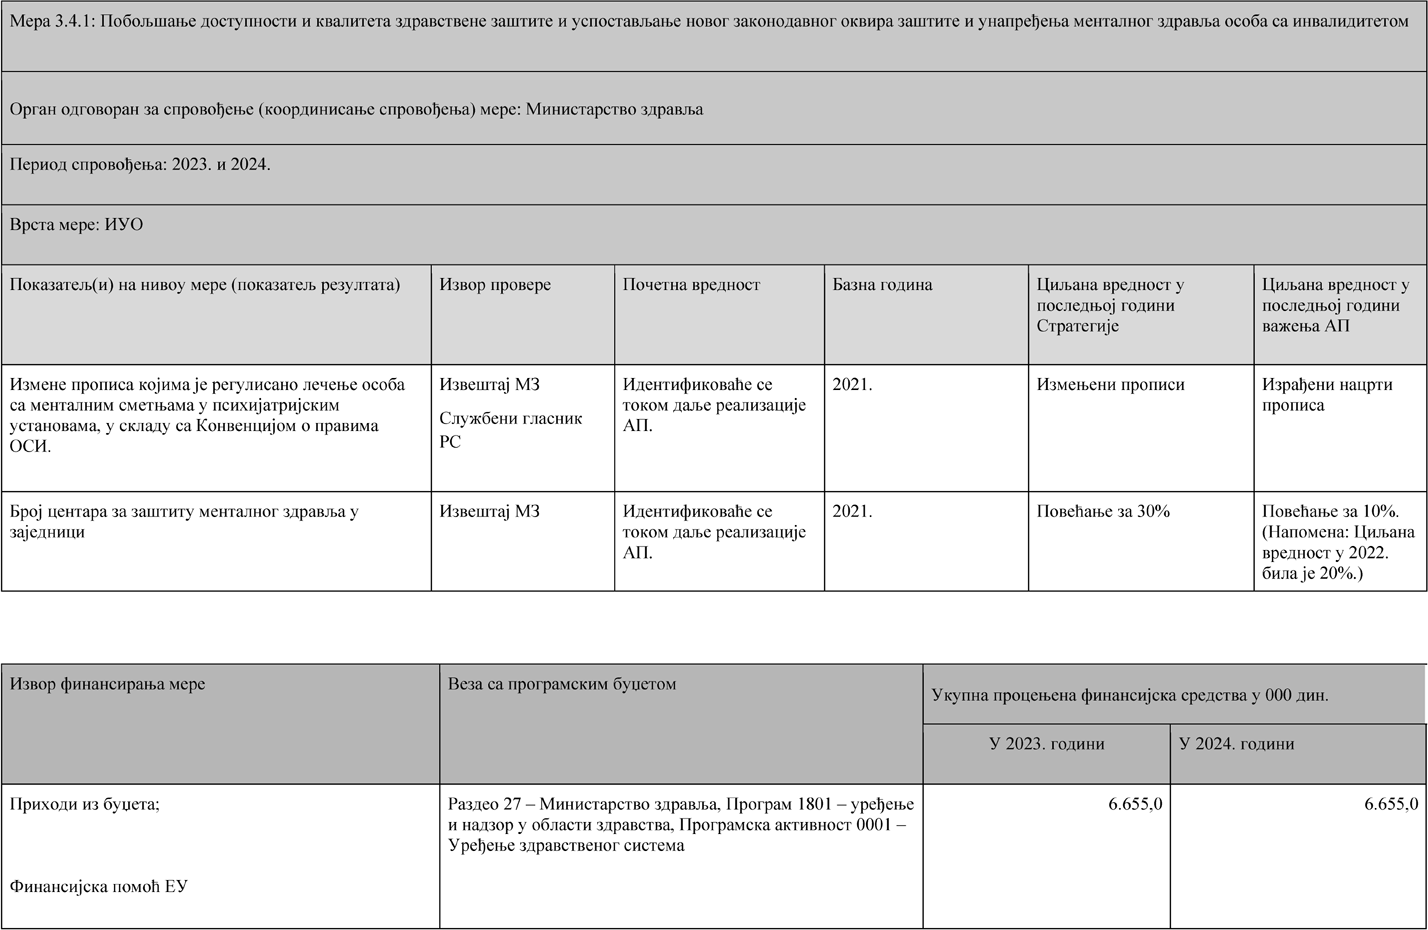 Мера 3.4.1: Побољшање доступности и квалитета здравствене заштите и успостављање новог законодавног оквира заштите и унапређења менталног здравља особа са инвалидитетом
Орган одговоран за спровођење (координисање спровођења) мере: Министарство здравља
Период спровођења: 2023. и 2024.
Врста мере: ИУО
Показатељ(и) на нивоу мере (показатељ резултата)
Извор провере
Почетна вредност
Базна година
Циљана вредност у
последњој години
Стратегије
Циљана вредност у
последњој години
важења АП
Измене прописа којима је регулисано лечење особа
са менталним сметњама у психијатријским
установама, у складу са Конвенцијом о правима
ОСИ.
Извештај МЗ
Службени гласник
РС
Идентификоваће се
током даље реализације
АП.
2021.
Измењени прописи
Израђени нацрти
прописа
Број центара за заштиту менталног здравља у
заједници
Извештај МЗ
Идентификоваће се
током даље реализације
АП.
2021.
Повећање за 30%
Повећање за 10%.
(Напомена: Циљана
вредност у 2022.
била је 20%.)
Извор финансирања мере
Веза са програмским буџетом
Укупна процењена финансијска средства у 000 дин.
У 2023. години
У 2024. години
Приходи из буџета;
Финансијска помоћ ЕУ
Раздео 27 – Министарство здравља, Програм 1801 – уређење
и надзор у области здравства, Програмска активност 0001 –
Уређење здравственог система
6.655,0
6.655,0